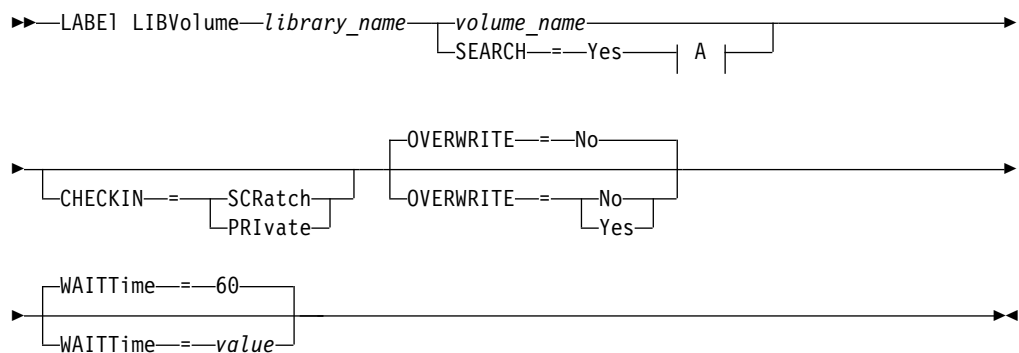 LABEl LIBVolume library_name volume_name
SEARCH = Yes A
OVERWRITE = No
CHECKIN = SCRatch OVERWRITE = No
PRIvate Yes
WAITTime = 60
WAITTime = value